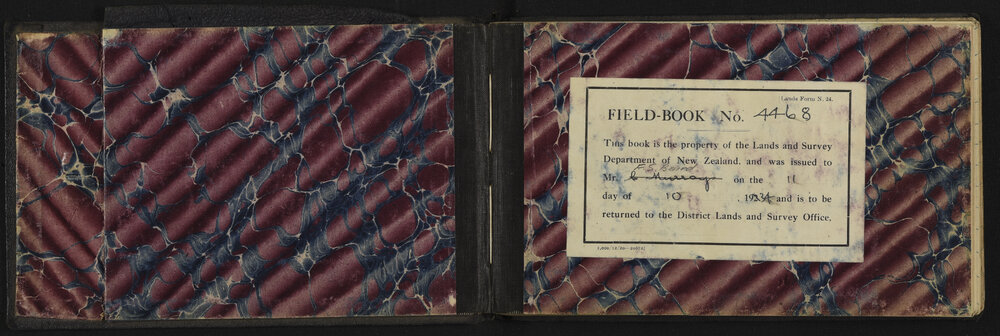 Lands Form N. 24.
FIELD-BOOK No. 4468
THIS book is the property of the Lands and Survey
Department of New Zealand, and was issued to
Mr. C Murray on the 11
day of 10 , 1934 and is to be
returned to the District Lands and Survey Office.